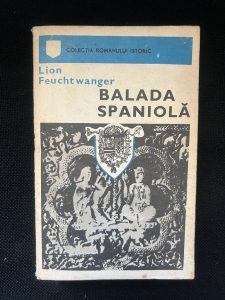 COLECȚIA ROMANULUI ISTORIC
Lion
Feuchtwanger
BALADA
SPANIOLĂ